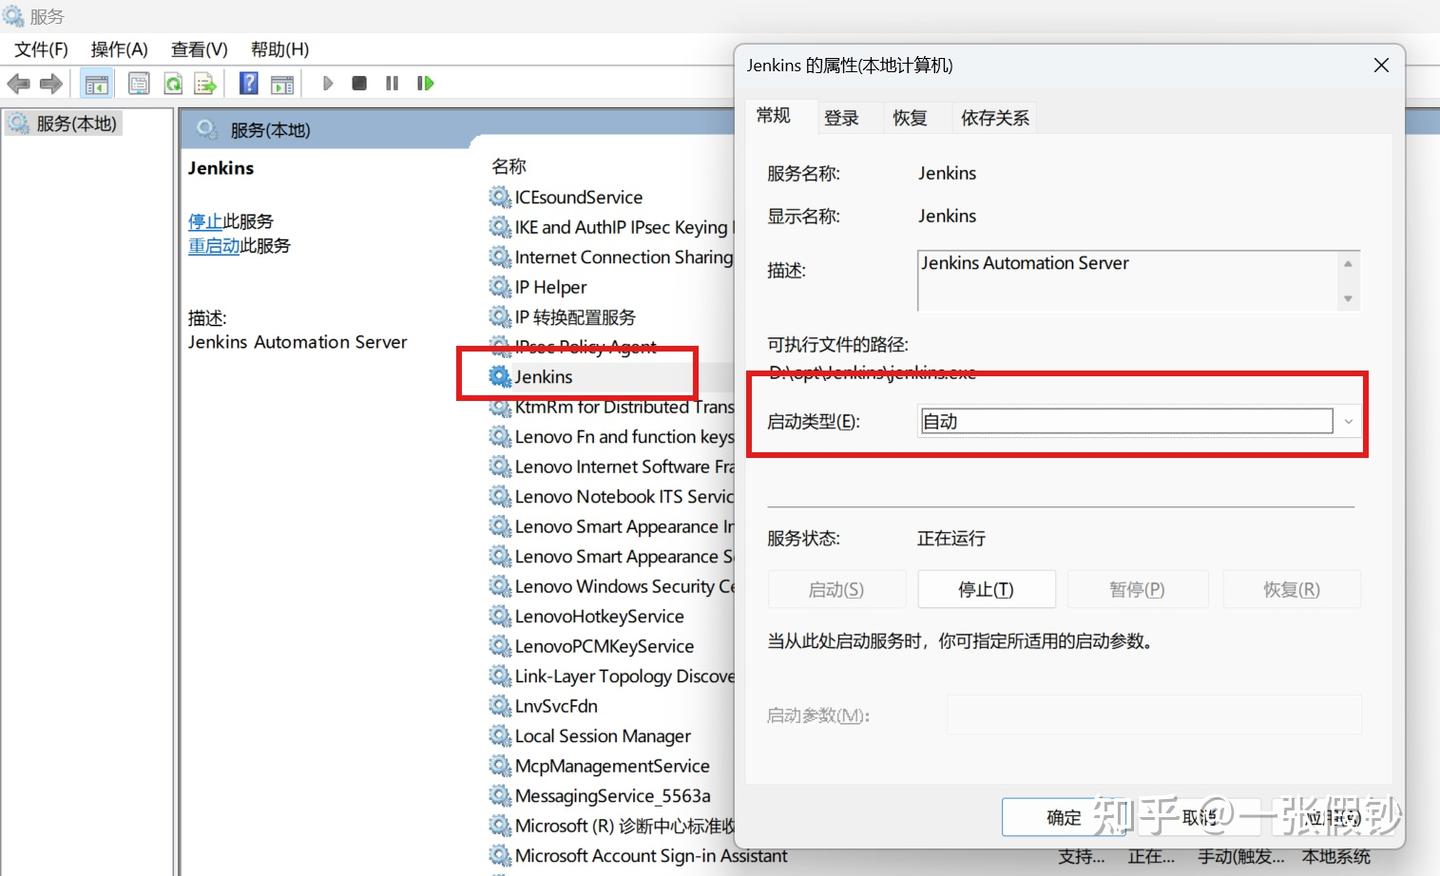 服务
文件(F) 操作(A) 查看(V) 帮助(H)
服务(本地)
服务(本地)
Jenkins
停止此服务
重启动此服务
描述:
Jenkins Automation Server
名称
ICEsoundService
IKE and AuthIP IPsec Keying
Internet Connection Sharing
IP Helper
IP 转换配置服务
IPsec Policy Agent
Jenkins
KtmRm for Distributed Trans
Lenovo Fn and function keys
Lenovo Internet Software Fra
Lenovo Notebook ITS Servic
Lenovo Smart Appearance In
Lenovo Smart Appearance Se
Lenovo Windows Security Ce
LenovoHotkeyService
LenovoPCMKeyService
Link-Layer Topology Discove
LnvSvcFdn
Local Session Manager
McpManagementService
MessagingService_5563a
Microsoft (R) 诊断中心标准收
Microsoft Account Sign-in Assistant
支持... 正在... 手动(触发... 本地系统
Jenkins 的属性(本地计算机)
常规 登录 恢复 依存关系
服务名称: Jenkins
显示名称: Jenkins
描述: Jenkins Automation Server
可执行文件的路径:
D:\opt\Jenkins\jenkins.exe
启动类型(E): 自动
服务状态: 正在运行
启动(S) 停止(T) 暂停(P) 恢复(R)
当从此处启动服务时，你可指定所适用的启动参数。
启动参数(M):
确定 取消 应用(A)
知乎 @一张假钞